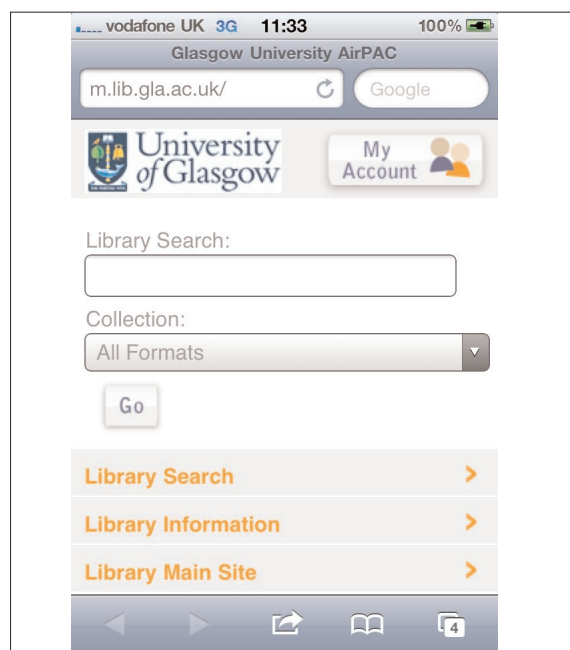 vodafone UK 3G 11:33 100%
Glasgow University AirPAC
m.lib.gla.ac.uk/ Google
University of Glasgow
My Account
Library Search:
Collection:
All Formats
Go
Library Search
Library Information
Library Main Site
4